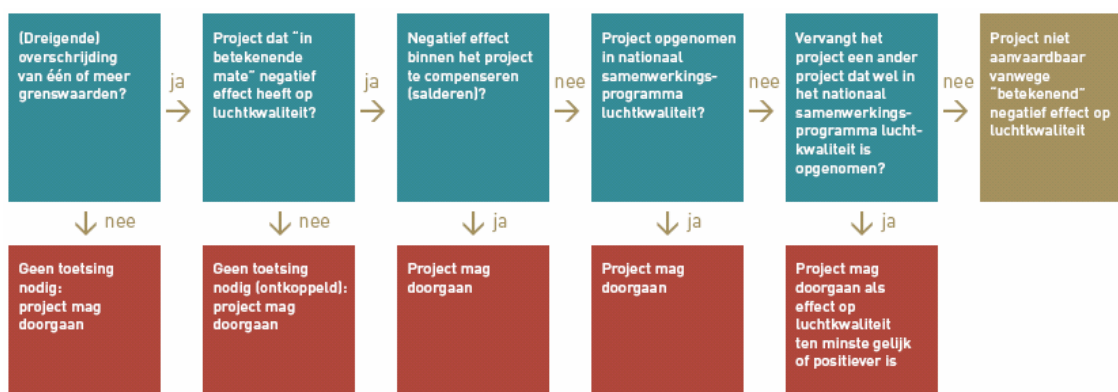 (Dreigende)
overschrijding
van één of meer
grenswaarden?
ja
Project dat "in
betekenende
mate" negatief
effect heeft op
luchtkwaliteit?
ja
Negatief effect
binnen het project
te compenseren
(salderen)?
nee
Project opgenomen
in nationaal
samenwerkings-
programma
luchtkwaliteit?
nee
Vervangt het
project een ander
project dat wel in
het nationaal
samenwerkings-
programma lucht-
kwaliteit is
opgenomen?
nee
Project niet
aanvaardbaar
vanwege
"betekenend"
negatief effect op
luchtkwaliteit
nee
nee
ja
ja
ja
Geen toetsing
nodig:
project mag
doorgaan
Geen toetsing
nodig (ontkoppeld):
project mag
doorgaan
Project mag
doorgaan
Project mag
doorgaan
Project mag
doorgaan als
effect op
luchtkwaliteit
ten minste gelijk
of positiever is